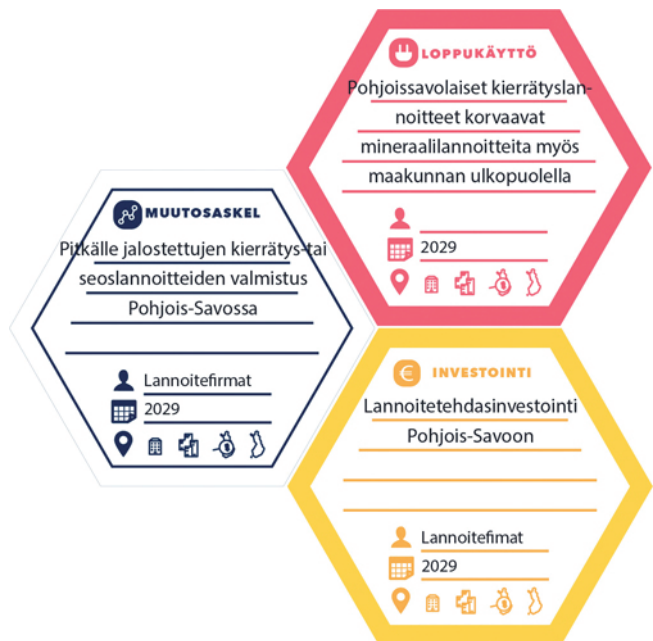 LOPPUKÄYTTÖ
Pohjoissavolaiset kierrätyslan-
noitteet korvaavat
mineraalilannoitteita myös
maakunnan ulkopuolella
2029
MUUTOSASKEL
Pitkälle jalostettujen kierrätys-tai
seoslannoitteiden valmistus
Pohjois-Savossa
Lannoitefirmat
2029
€ INVESTOINTI
Lannoitetehdasinvestointi
Pohjois-Savoon
Lannoitefimat
2029